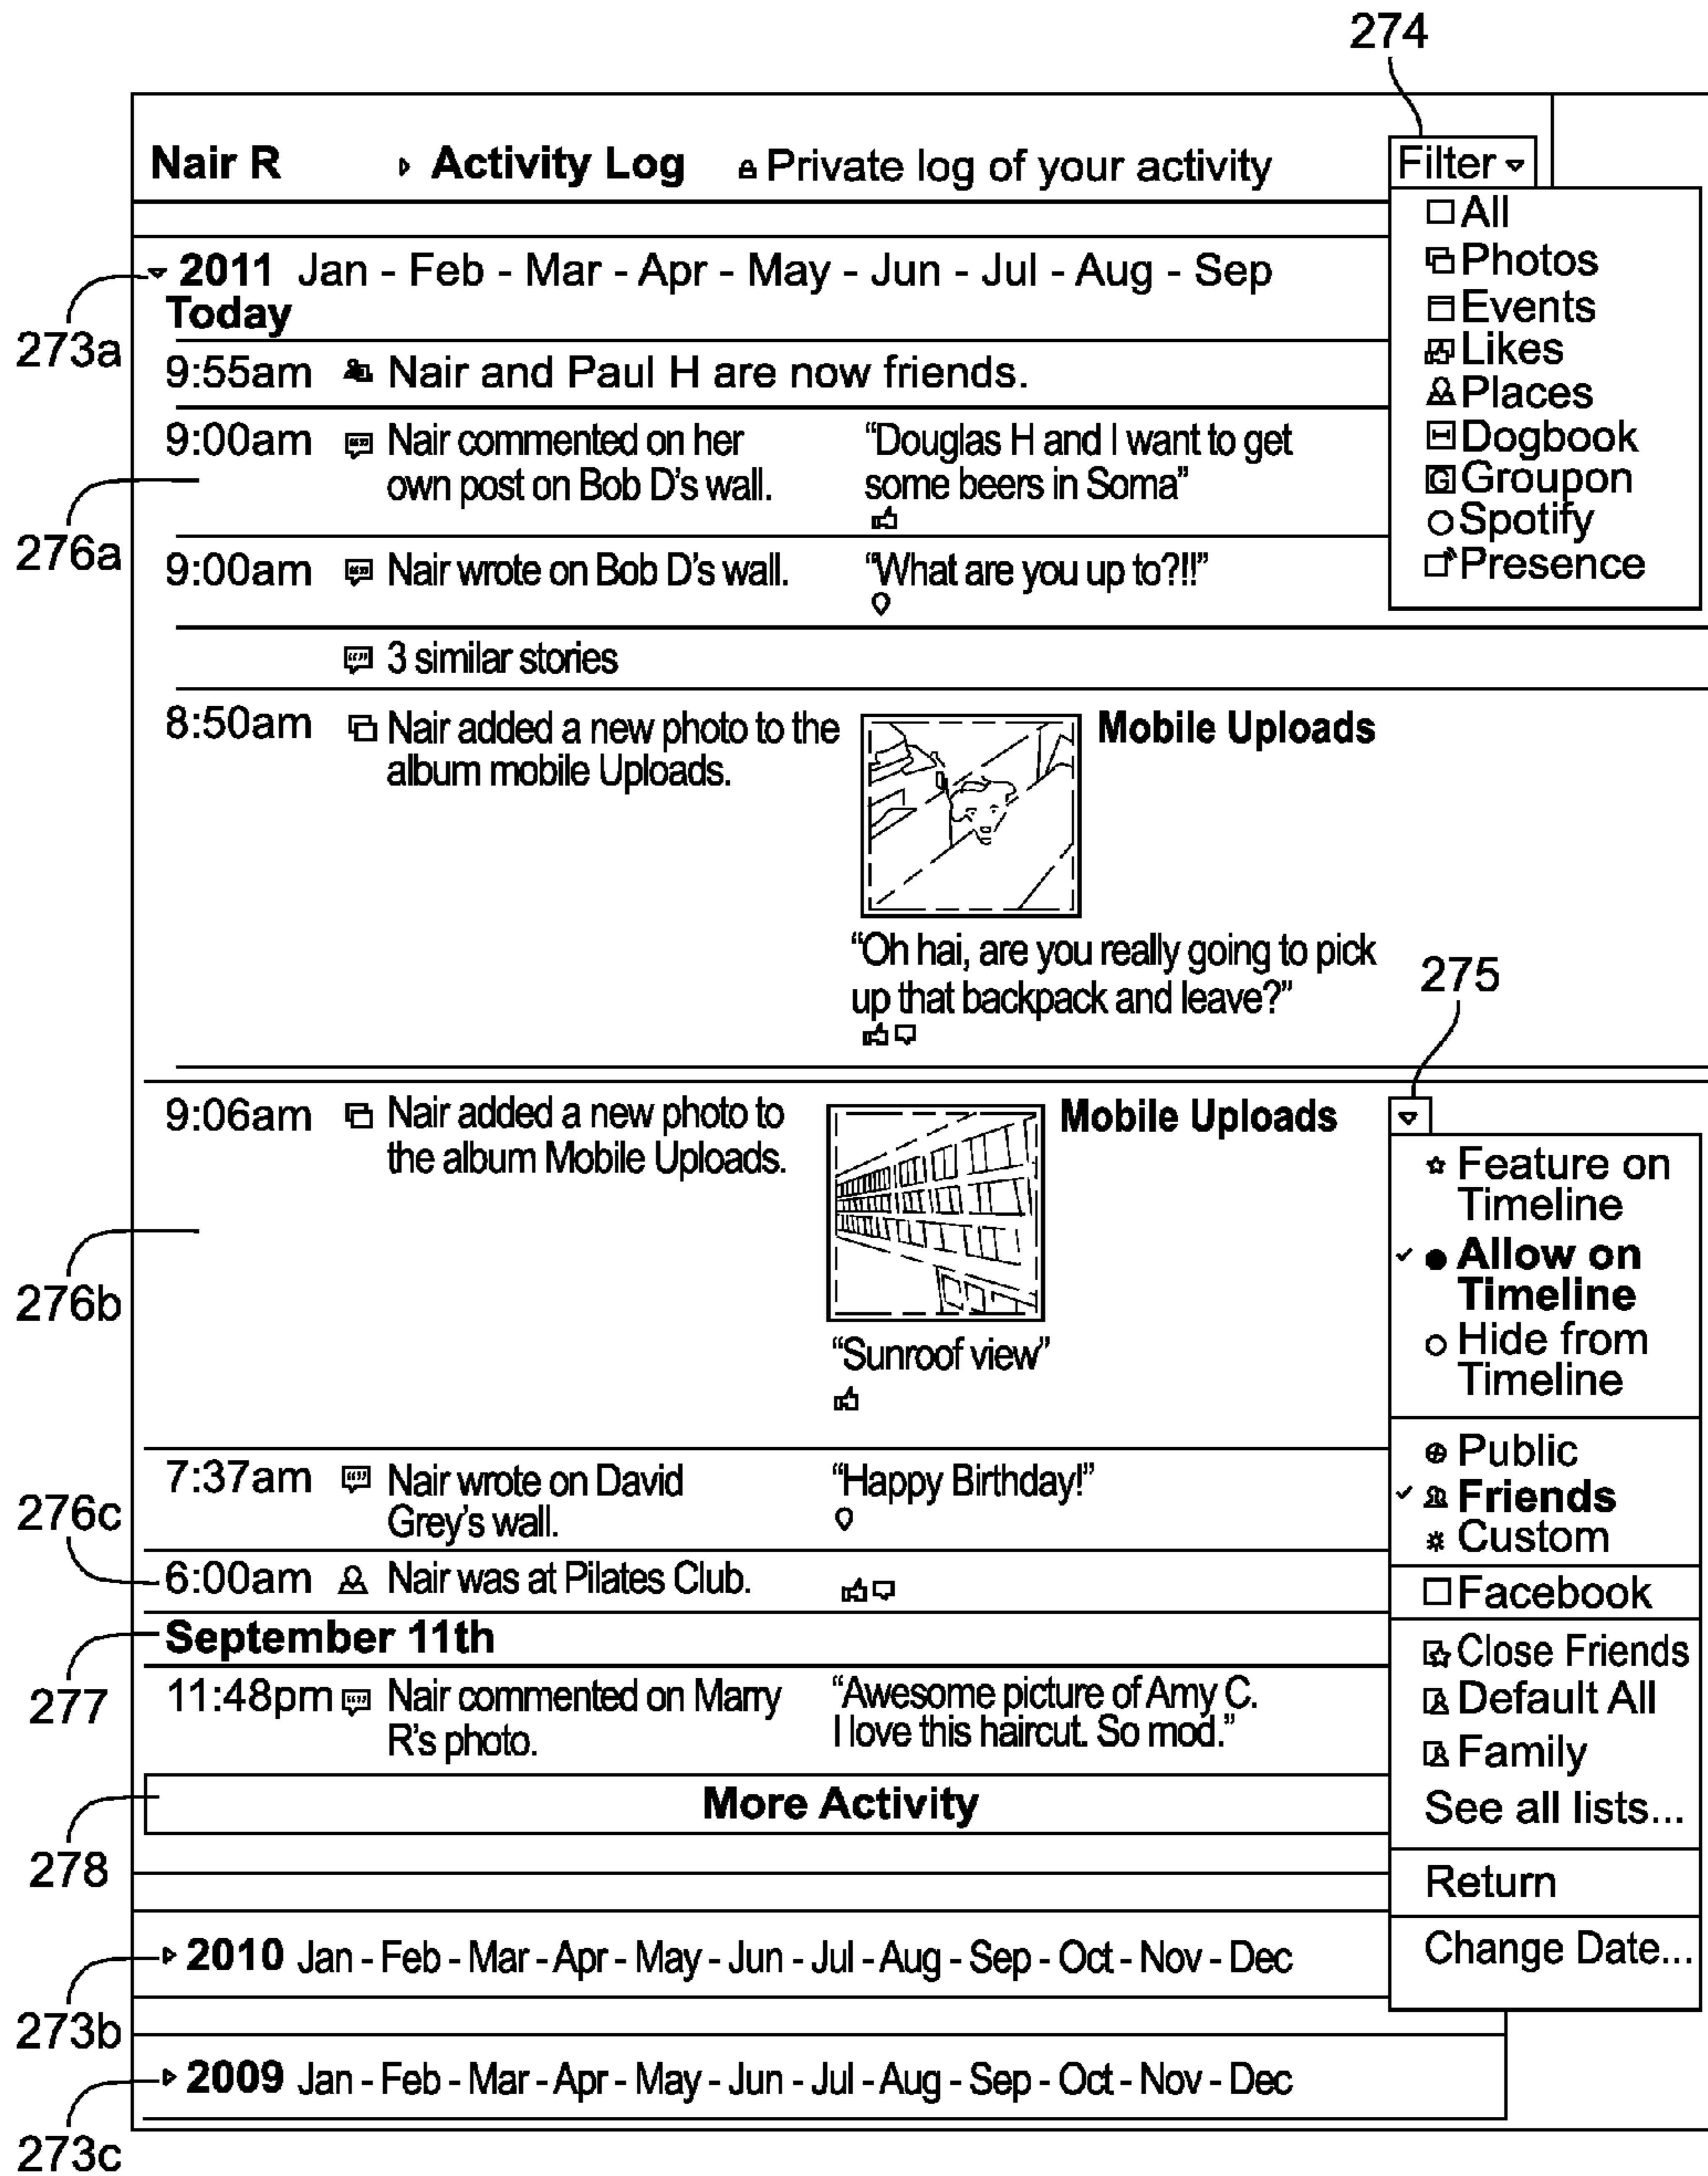 274
Nair R Activity Log Private log of your activity Filter
All
Photos
Events
Likes
Places
Dogbook
Groupon
Spotify
Presence
2011 Jan - Feb - Mar - Apr - May - Jun - Jul - Aug - Sep
Today
273a
9:55am Nair and Paul H are now friends.
9:00am Nair commented on her
own post on Bob D's wall.
“Douglas H and I want to get
some beers in Soma”
276a
9:00am Nair wrote on Bob D's wall. “What are you up to?!!”
3 similar stories
8:50am Nair added a new photo to the
album mobile Uploads.
Mobile Uploads
“Oh hai, are you really going to pick
up that backpack and leave?”
275
9:06am Nair added a new photo to
the album Mobile Uploads.
Mobile Uploads
“Sunroof view”
276b
Feature on
Timeline
Allow on
Timeline
Hide from
Timeline
Public
Friends
Custom
Facebook
Close Friends
Default All
Family
See all lists...
Return
Change Date...
7:37am Nair wrote on David
Grey's wall.
“Happy Birthday!”
276c
6:00am Nair was at Pilates Club.
September 11th
277
11:48pm Nair commented on Marry
R's photo.
“Awesome picture of Amy C.
I love this haircut. So mod.”
More Activity
278
2010 Jan - Feb - Mar - Apr - May - Jun - Jul - Aug - Sep - Oct - Nov - Dec
273b
2009 Jan - Feb - Mar - Apr - May - Jun - Jul - Aug - Sep - Oct - Nov - Dec
273c